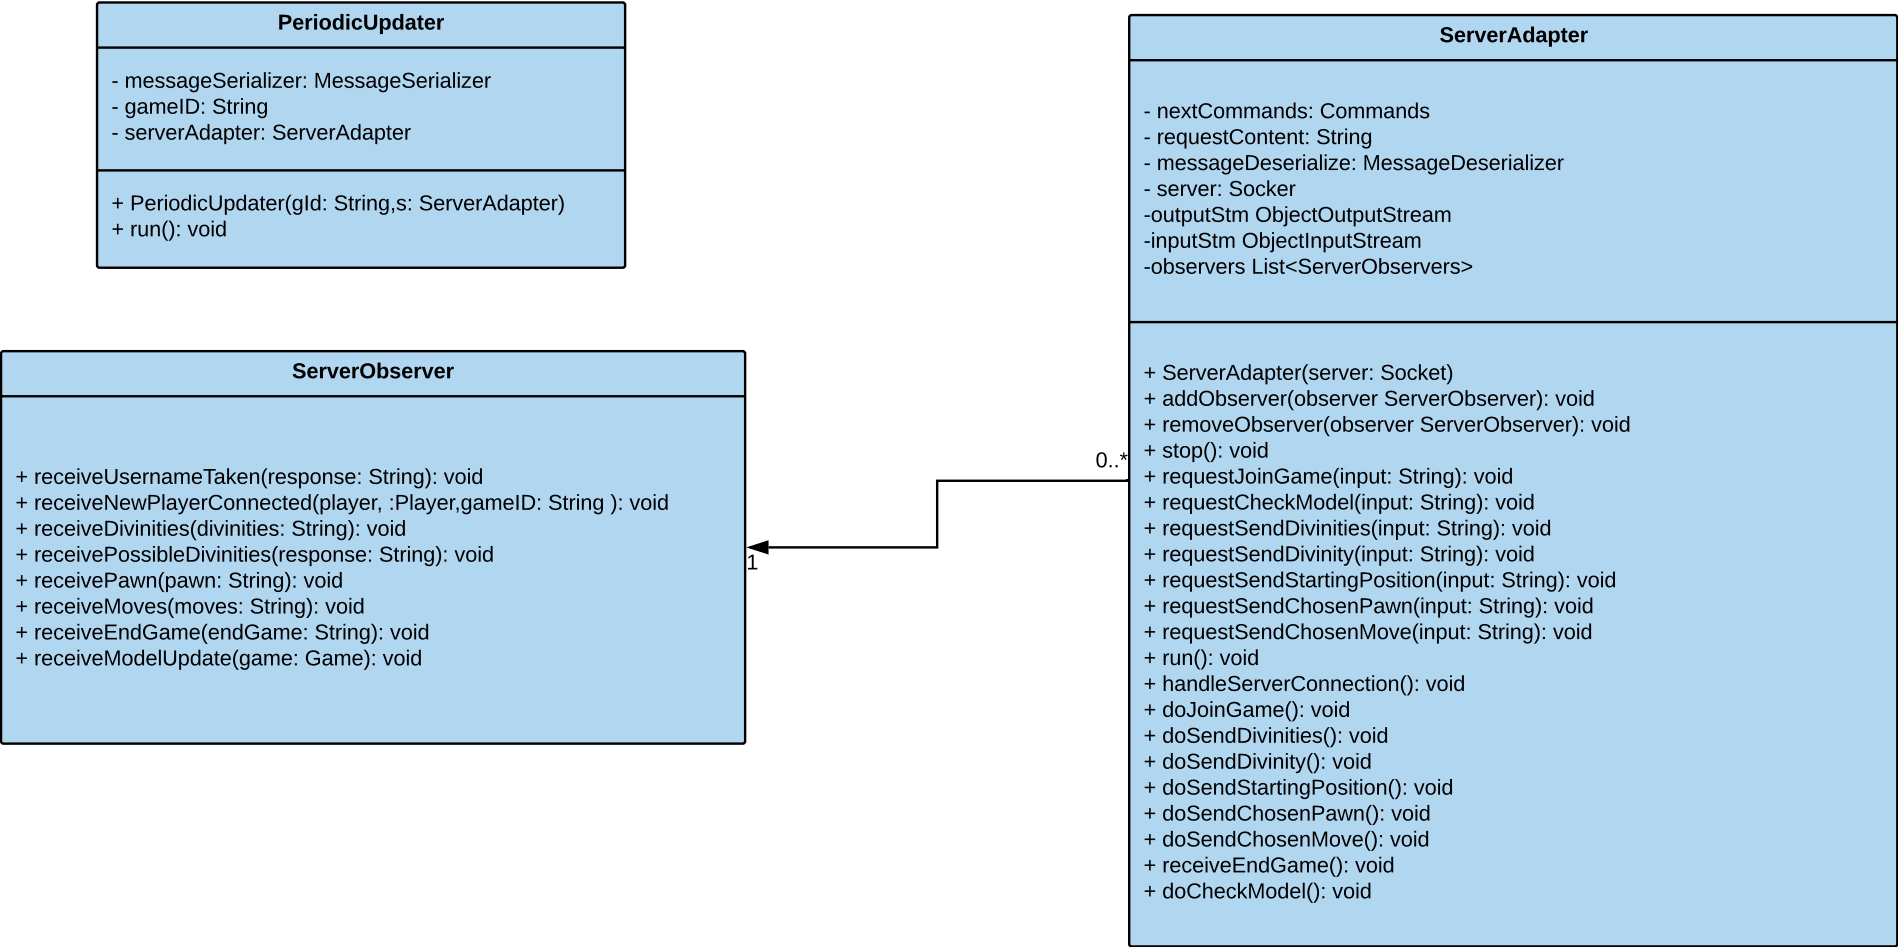 PeriodicUpdater
- messageSerializer: MessageSerializer
- gameID: String
- serverAdapter: ServerAdapter
+ PeriodicUpdater(gId: String,s: ServerAdapter)
+ run(): void
ServerObserver
+ receiveUsernameTaken(response: String): void
+ receiveNewPlayerConnected(player, :Player,gameID: String ): void
+ receiveDivinities(divinities: String): void
+ receivePossibleDivinities(response: String): void
+ receivePawn(pawn: String): void
+ receiveMoves(moves: String): void
+ receiveEndGame(endGame: String): void
+ receiveModelUpdate(game: Game): void
1
0..*
ServerAdapter
- nextCommands: Commands
- requestContent: String
- messageDeserialize: MessageDeserializer
- server: Socker
-outputStm ObjectOutputStream
-inputStm ObjectInputStream
-observers List<ServerObservers>
+ ServerAdapter(server: Socket)
+ addObserver(observer ServerObserver): void
+ removeObserver(observer ServerObserver): void
+ stop(): void
+ requestJoinGame(input: String): void
+ requestCheckModel(input: String): void
+ requestSendDivinities(input: String): void
+ requestSendDivinity(input: String): void
+ requestSendStartingPosition(input: String): void
+ requestSendChosenPawn(input: String): void
+ requestSendChosenMove(input: String): void
+ run(): void
+ handleServerConnection(): void
+ doJoinGame(): void
+ doSendDivinities(): void
+ doSendDivinity(): void
+ doSendStartingPosition(): void
+ doSendChosenPawn(): void
+ doSendChosenMove(): void
+ receiveEndGame(): void
+ doCheckModel(): void